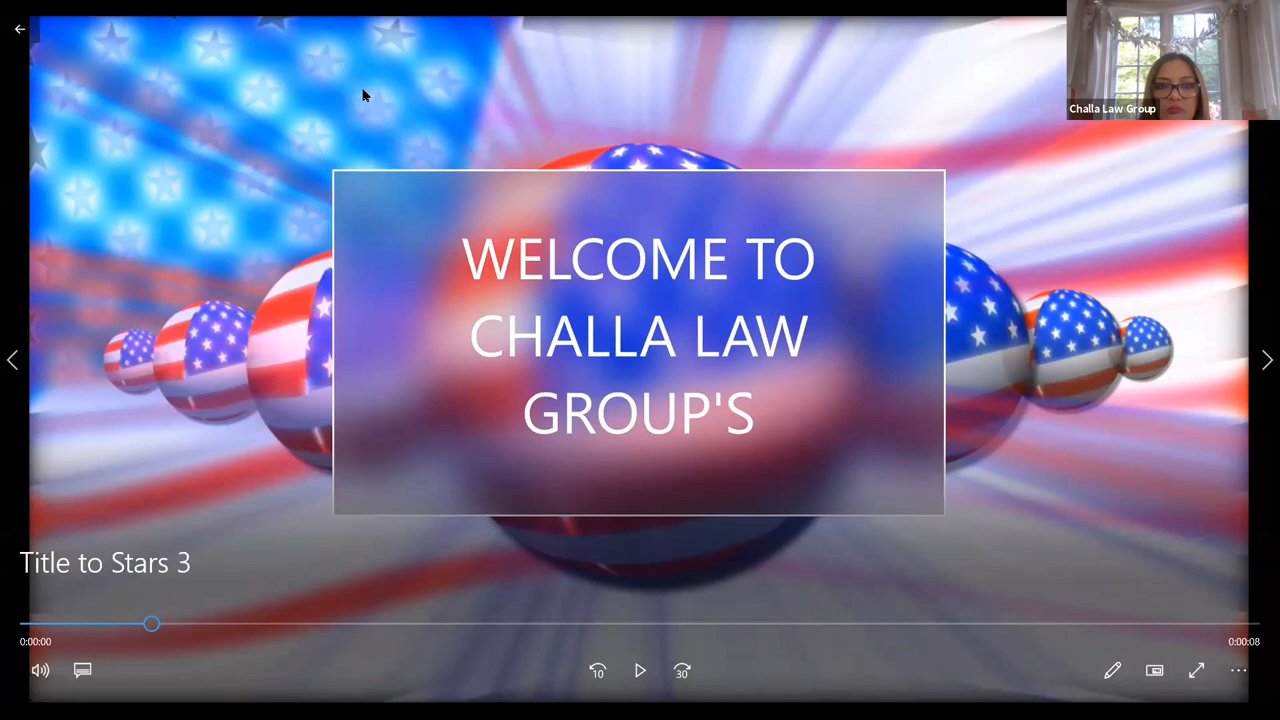 Challa Law Group
WELCOME TO
CHALLA LAW
GROUP'S
Title to Stars 3
0:00:00
0:00:08
10
30